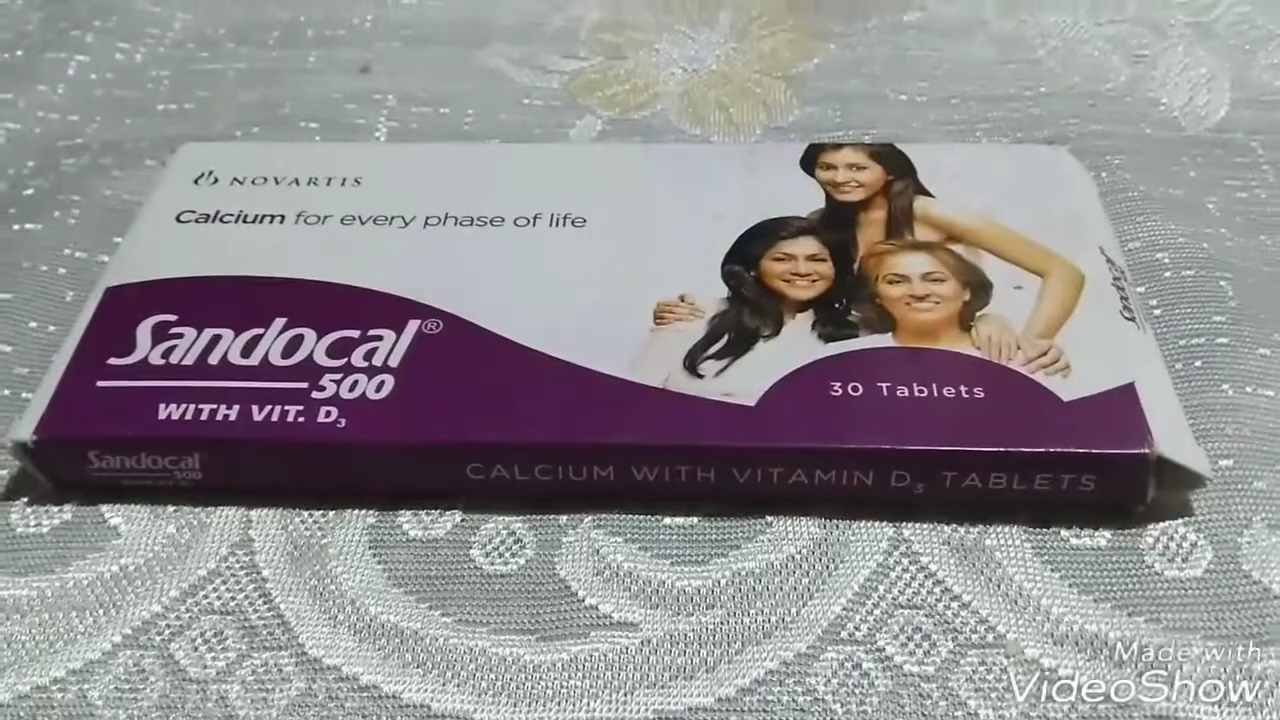 NOVARTIS
Calcium for every phase of life
Sandocal®
500
WITH VIT. D₃
30 Tablets
Sandocal
Sandocal
500
CALCIUM WITH VITAMIN D₃ TABLETS
Made with
VideoShow